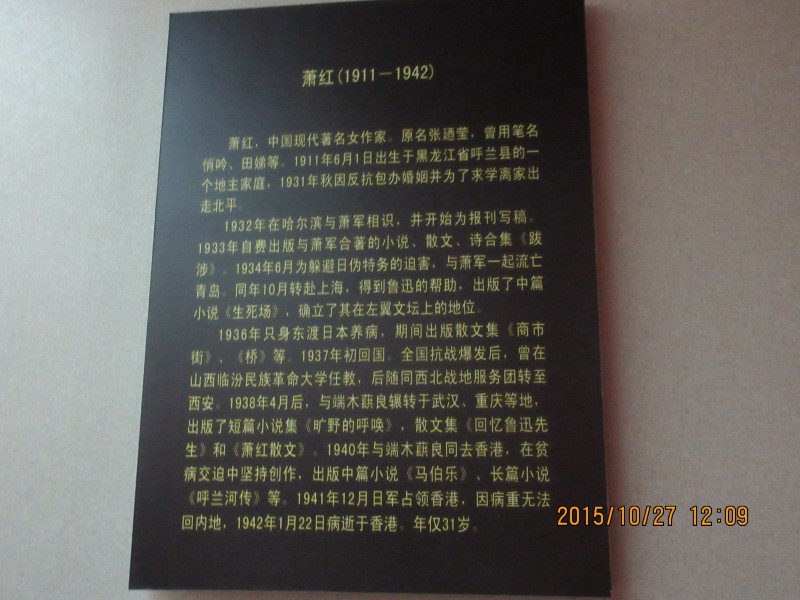 萧红(1911－1942)
萧红，中国现代著名女作家。原名张廼莹，曾用笔名
悄吟、田娣等。1911年6月1日出生于黑龙江省呼兰县的一
个地主家庭，1931年秋因反抗包办婚姻并为了求学离家出
走北平。
1932年在哈尔滨与萧军相识，并开始为报刊写稿。
1933年自费出版与萧军合著的小说、散文、诗合集《跋
涉》。1934年6月为躲避日伪特务的迫害，与萧军一起流亡
青岛。同年10月转赴上海，得到鲁迅的帮助，出版了中篇
小说《生死场》，确立了其在左翼文坛上的地位。
1936年只身东渡日本养病，期间出版散文集《商市
街》、《桥》等。1937年初回国。全国抗战爆发后，曾在
山西临汾民族革命大学任教，后随同西北战地服务团转至
西安。1938年4月后，与端木蕻良辗转于武汉、重庆等地，
出版了短篇小说集《旷野的呼唤》，散文集《回忆鲁迅先
生》和《萧红散文》。1940年与端木蕻良同去香港，在贫
病交迫中坚持创作，出版中篇小说《马伯乐》、长篇小说
《呼兰河传》等。1941年12月日军占领香港，因病重无法
回内地，1942年1月22日病逝于香港。年仅31岁。
2015/10/27 12:09